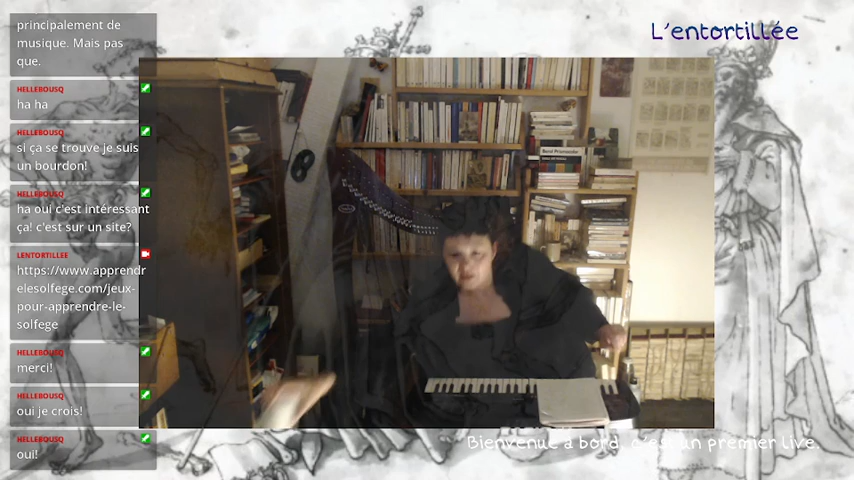 principalement de
musique. Mais pas
que.
HELLEBOUSQ
ha ha
HELLEBOUSQ
si ça se trouve je suis
un bourdon!
HELLEBOUSQ
ha oui c'est intéressant
ça! c'est sur un site?
LENTORTILLEE
https://www.apprendr
elesolfege.com/jeux-
pour-apprendre-le-
solfege
HELLEBOUSQ
merci!
HELLEBOUSQ
oui je crois!
HELLEBOUSQ
oui!
L'entortillée
Bienvenue à bord, c'est un premier live.